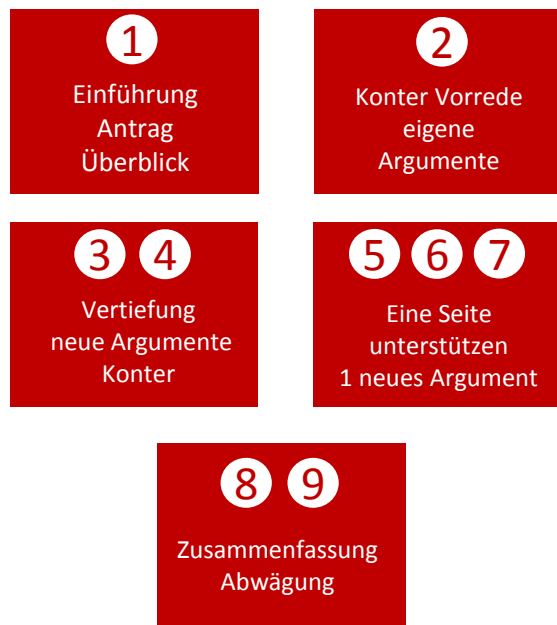 1
Einführung
Antrag
Überblick
2
Konter Vorrede
eigene
Argumente
3 4
Vertiefung
neue Argumente
Konter
5 6 7
Eine Seite
unterstützen
1 neues Argument
8 9
Zusammenfassung
Abwägung